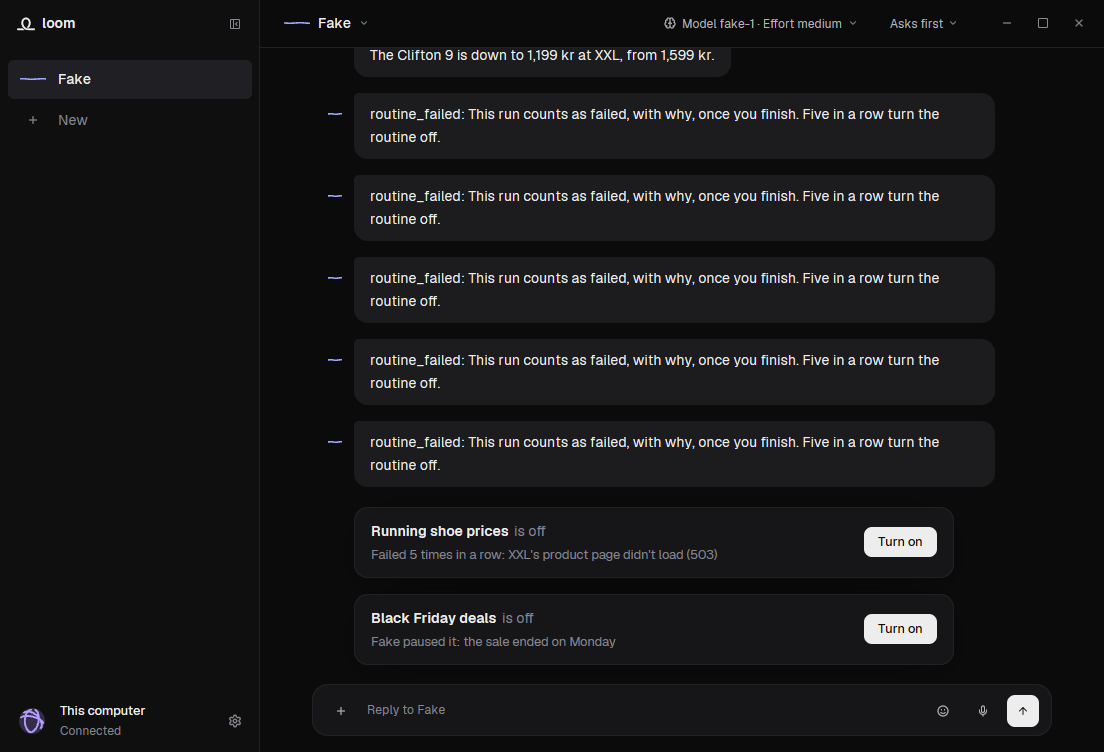 loom
Fake
New
This computer
Connected
Fake
Model fake-1 · Effort medium
Asks first
The Clifton 9 is down to 1,199 kr at XXL, from 1,599 kr.
routine_failed: This run counts as failed, with why, once you finish. Five in a row turn the
routine off.
routine_failed: This run counts as failed, with why, once you finish. Five in a row turn the
routine off.
routine_failed: This run counts as failed, with why, once you finish. Five in a row turn the
routine off.
routine_failed: This run counts as failed, with why, once you finish. Five in a row turn the
routine off.
routine_failed: This run counts as failed, with why, once you finish. Five in a row turn the
routine off.
Running shoe prices is off
Failed 5 times in a row: XXL's product page didn't load (503)
Turn on
Black Friday deals is off
Fake paused it: the sale ended on Monday
Turn on
Reply to Fake